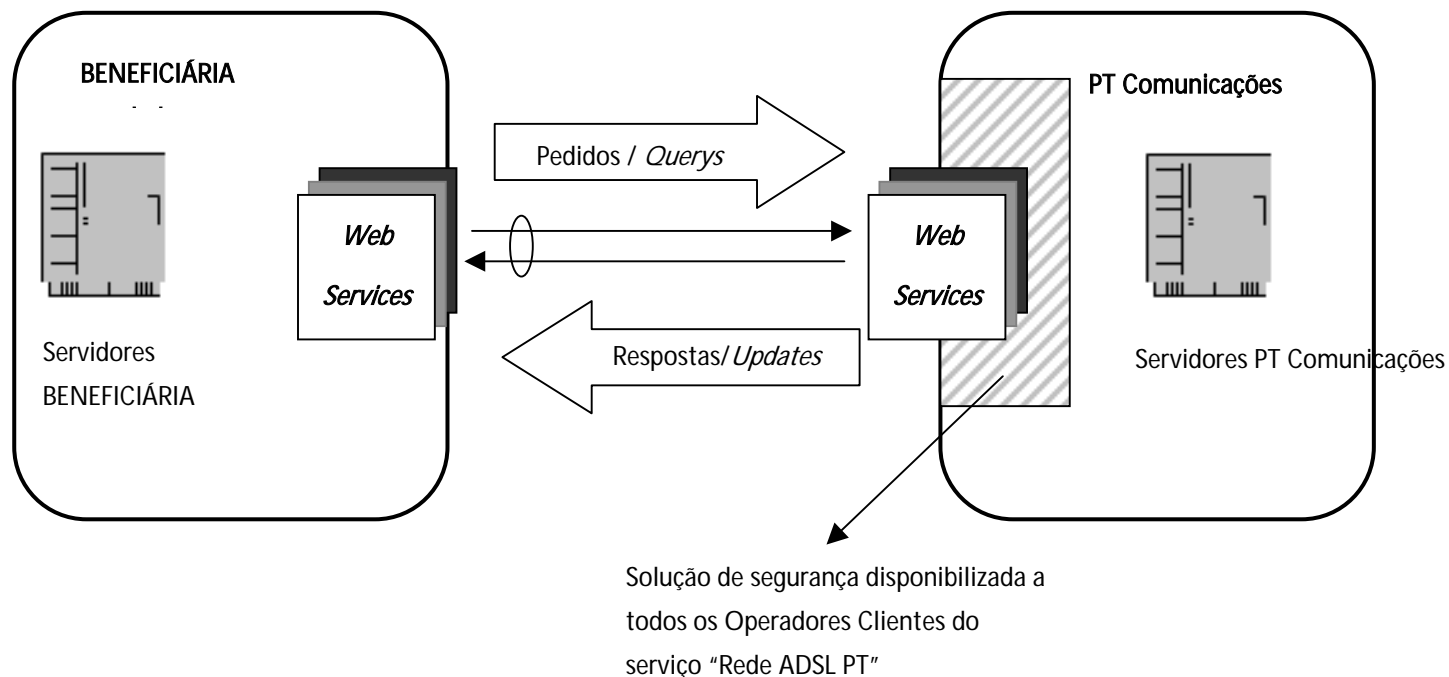 BENEFICIÁRIA
PT Comunicações
Pedidos / Querys
Web
Services
Web
Services
Respostas/Updates
Servidores
BENEFICIÁRIA
Servidores PT Comunicações
Solução de segurança disponibilizada a
todos os Operadores Clientes do
serviço “Rede ADSL PT”